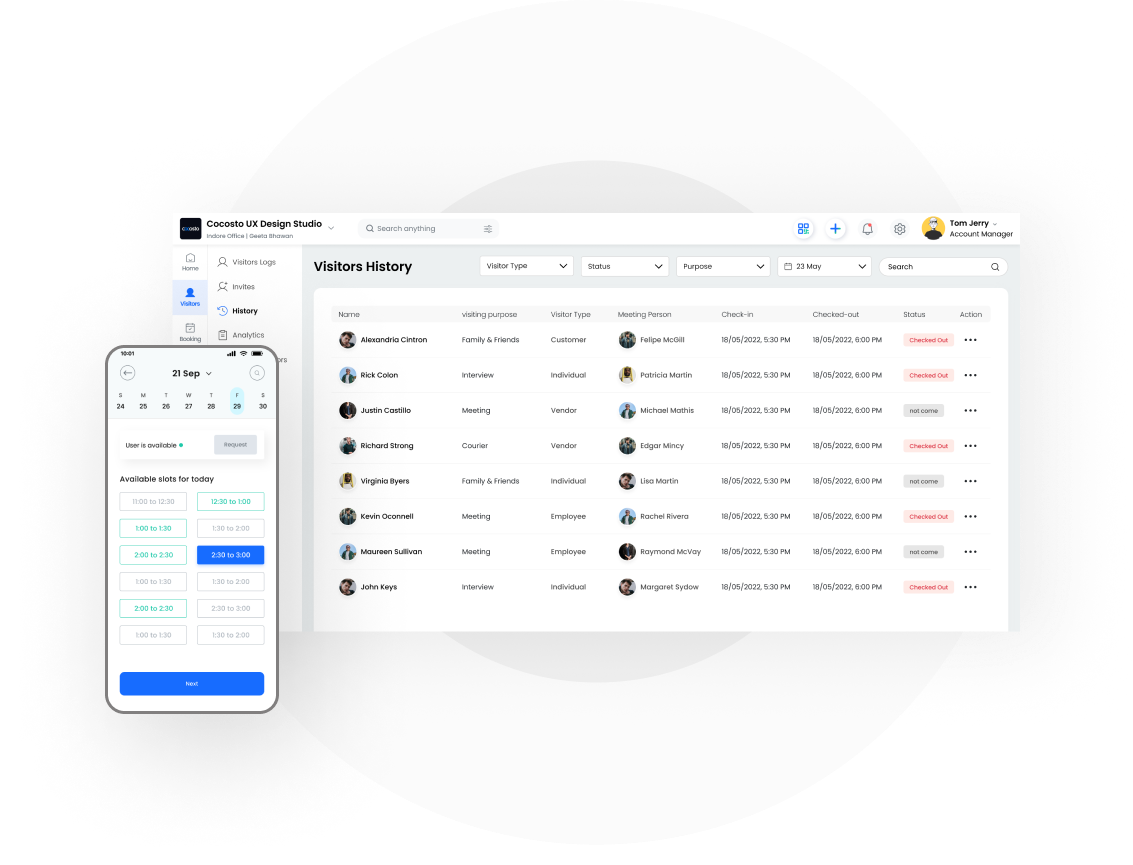 cocosto
Cocosto UX Design Studio
Indore Office | Geeta Bhawan
Search anything
Tom Jerry
Account Manager
Home
Visitors
Booking
Visitors Logs
Invites
History
Analytics
ors
Visitors History
Visitor Type
Status
Purpose
23 May
Search
Name visiting purpose Visitor Type Meeting Person Check-in Checked-out Status Action
Alexandria Cintron Family & Friends Customer Felipe McGill 18/05/2022, 5:30 PM 18/05/2022, 6:00 PM Checked Out
Rick Colon Interview Individual Patricia Martin 18/05/2022, 5:30 PM 18/05/2022, 6:00 PM Checked Out
Justin Castillo Meeting Vendor Michael Mathis 18/05/2022, 5:30 PM 18/05/2022, 6:00 PM not come
Richard Strong Courier Vendor Edgar Mincy 18/05/2022, 5:30 PM 18/05/2022, 6:00 PM Checked Out
Virginia Byers Family & Friends Individual Lisa Martin 18/05/2022, 5:30 PM 18/05/2022, 6:00 PM not come
Kevin Oconnell Meeting Employee Rachel Rivera 18/05/2022, 5:30 PM 18/05/2022, 6:00 PM Checked Out
Maureen Sullivan Meeting Employee Raymond McVay 18/05/2022, 5:30 PM 18/05/2022, 6:00 PM not come
John Keys Interview Individual Margaret Sydow 18/05/2022, 5:30 PM 18/05/2022, 6:00 PM Checked Out
10:01
21 Sep
S M T W T F S
24 25 26 27 28 29 30
User is available
Request
Available slots for today
11:00 to 12:30 12:30 to 1:00
1:00 to 1:30 1:30 to 2:00
2:00 to 2:30 2:30 to 3:00
1:00 to 1:30 1:30 to 2:00
2:00 to 2:30 2:30 to 3:00
1:00 to 1:30 1:30 to 2:00
Next